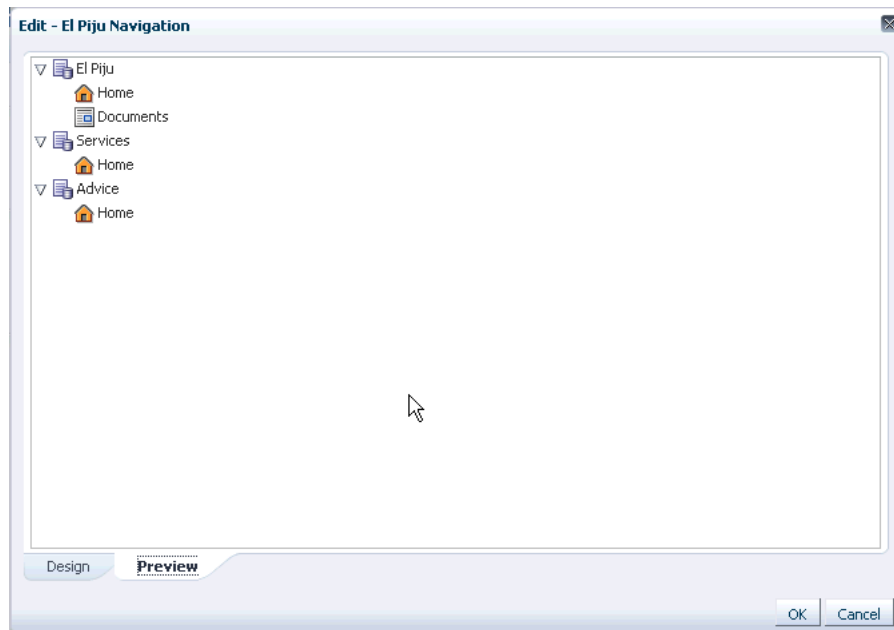 Edit - El Piju Navigation
El Piju
Home
Documents
Services
Home
Advice
Home
Design Preview
OK Cancel